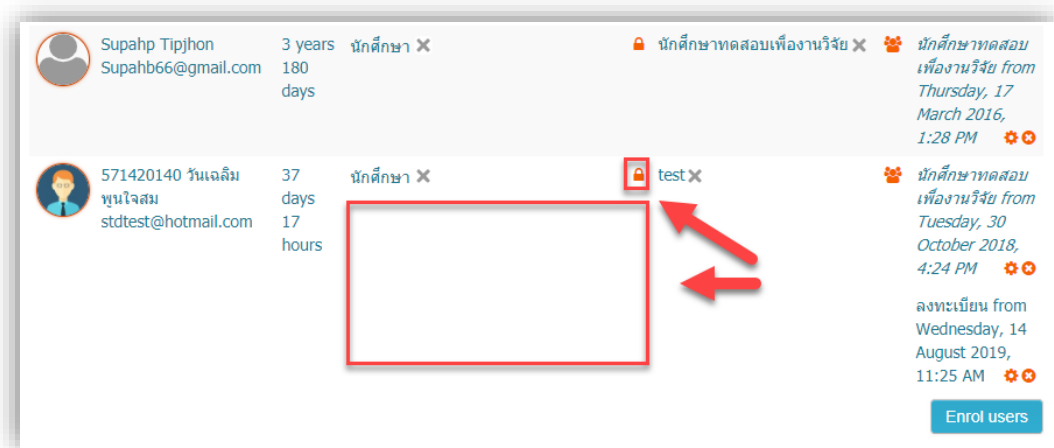 Supahp Tipjhon
Supahb66@gmail.com
3 years
180
days
นักศึกษา
นักศึกษาทดสอบเพื่องานวิจัย
นักศึกษาทดสอบ
เพื่องานวิจัย from
Thursday, 17
March 2016,
1:28 PM
571420140 วันเฉลิม
พูนใจสม
stdtest@hotmail.com
37
days
17
hours
นักศึกษา
test
นักศึกษาทดสอบ
เพื่องานวิจัย from
Tuesday, 30
October 2018,
4:24 PM
ลงทะเบียน from
Wednesday, 14
August 2019,
11:25 AM
Enrol users